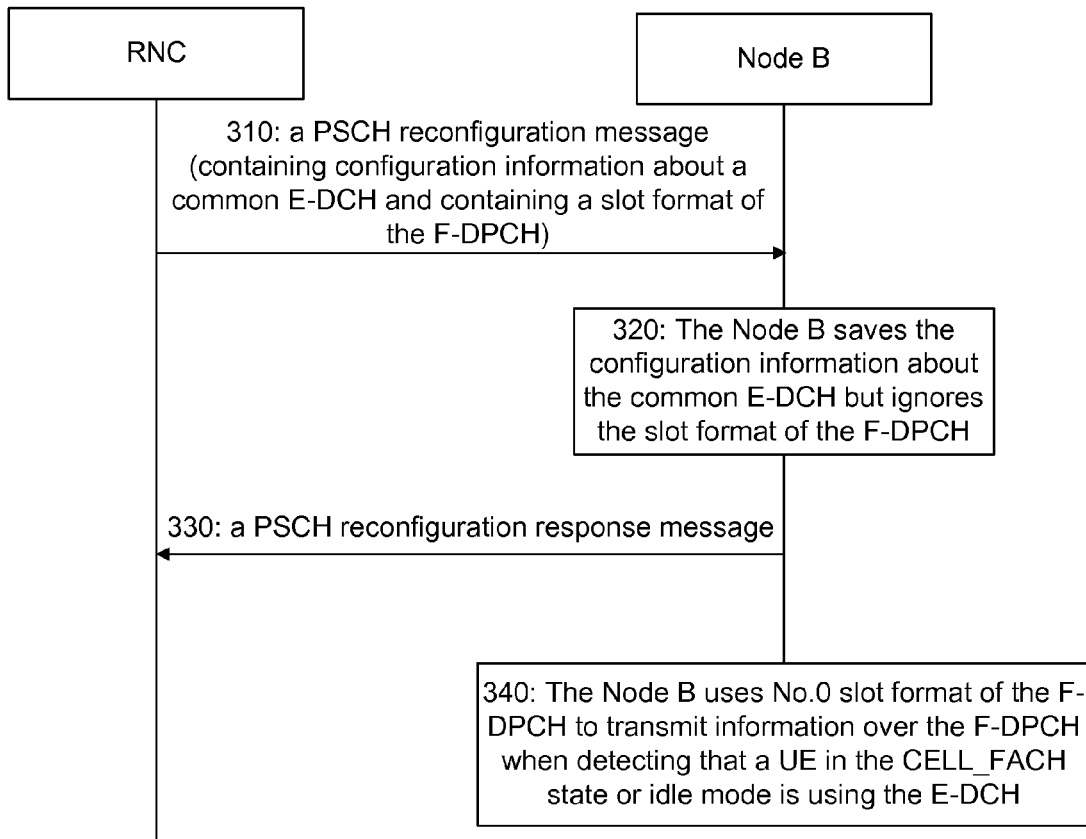 RNC
Node B
310: a PSCH reconfiguration message
(containing configuration information about a
common E-DCH and containing a slot format of
the F-DPCH)
320: The Node B saves the
configuration information about
the common E-DCH but ignores
the slot format of the F-DPCH
330: a PSCH reconfiguration response message
340: The Node B uses No.0 slot format of the F-
DPCH to transmit information over the F-DPCH
when detecting that a UE in the CELL_FACH
state or idle mode is using the E-DCH